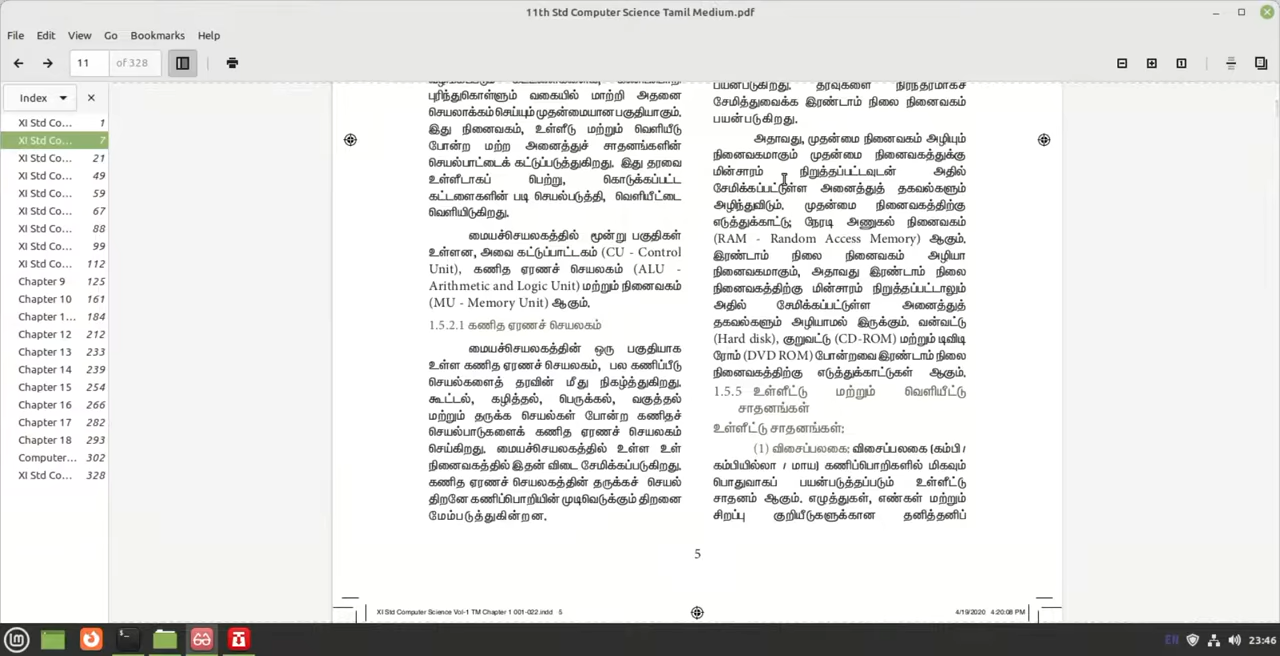 11th Std Computer Science Tamil Medium.pdf
File Edit View Go Bookmarks Help
11 of 328
Index
XI Std Co... 1
XI Std Co... 7
XI Std Co... 21
XI Std Co... 49
XI Std Co... 59
XI Std Co... 67
XI Std Co... 88
XI Std Co... 99
XI Std Co... 112
Chapter 9 125
Chapter 10 161
Chapter 1... 184
Chapter 12 212
Chapter 13 233
Chapter 14 239
Chapter 15 254
Chapter 16 266
Chapter 17 282
Chapter 18 293
Computer... 302
XI Std Co... 328
புரிந்துகொள்ளும் வகையில் மாற்றி அதனை
செயலாக்கம் செய்யும் முதன்மையான பகுதியாகும்.
இது நினைவகம், உள்ளீடு மற்றும் வெளியீடு
போன்ற மற்ற அனைத்துச் சாதனங்களின்
செயல்பாட்டைக் கட்டுப்படுத்துகிறது. இது தரவை
உள்ளீடாகப் பெற்று, கொடுக்கப்பட்ட
கட்டளைகளின் படி செயல்படுத்தி, வெளியீட்டை
வெளியிடுகிறது.
மையச்செயலகத்தில் மூன்று பகுதிகள்
உள்ளன, அவை கட்டுப்பாட்டகம் (CU - Control
Unit), கணித ஏரணச் செயலகம் (ALU -
Arithmetic and Logic Unit) மற்றும் நினைவகம்
(MU - Memory Unit) ஆகும்.
1.5.2.1 கணித ஏரணச் செயலகம்
மையச்செயலகத்தின் ஒரு பகுதியாக
உள்ள கணித ஏரணச் செயலகம், பல கணிப்பீடு
செயல்களைத் தரவின் மீது நிகழ்த்துகிறது.
கூட்டல், கழித்தல், பெருக்கல், வகுத்தல்
மற்றும் தருக்க செயல்கள் போன்ற கணிதச்
செயல்பாடுகளைக் கணித ஏரணச் செயலகம்
செய்கிறது. மையச்செயலகத்தில் உள்ள உள்
நினைவகத்தில் இதன் விடை சேமிக்கப்படுகிறது.
கணித ஏரணச் செயலகத்தின் தருக்கச் செயல்
திறனே கணிப்பொறியின் முடிவெடுக்கும் திறனை
மேம்படுத்துகின்றன.
பயன்படுகிறது. தரவுகளை நிரந்தரமாகச்
சேமித்துவைக்க இரண்டாம் நிலை நினைவகம்
பயன்படுகிறது.
அதாவது, முதன்மை நினைவகம் அழியும்
நினைவகமாகும் முதன்மை நினைவகத்துக்கு
மின்சாரம் நிறுத்தப்பட்டவுடன் அதில்
சேமிக்கப்பட்டுள்ள அனைத்துத் தகவல்களும்
அழிந்துவிடும். முதன்மை நினைவகத்திற்கு
எடுத்துக்காட்டு; நேரடி அணுகல் நினைவகம்
(RAM - Random Access Memory) ஆகும்.
இரண்டாம் நிலை நினைவகம் அழியா
நினைவகமாகும், அதாவது இரண்டாம் நிலை
நினைவகத்திற்கு மின்சாரம் நிறுத்தப்பட்டாலும்
அதில் சேமிக்கப்பட்டுள்ள அனைத்துத்
தகவல்களும் அழியாமல் இருக்கும். வன்வட்டு
(Hard disk), குறுவட்டு (CD-ROM) மற்றும் டிவிடி
ரோம் (DVD ROM) போன்றவை இரண்டாம் நிலை
நினைவகத்திற்கு எடுத்துக்காட்டுகள் ஆகும்.
1.5.5 உள்ளீட்டு மற்றும் வெளியீட்டு
சாதனங்கள்
உள்ளீட்டு சாதனங்கள்:
(1) விசைப்பலகை: விசைப்பலகை (கம்பி /
கம்பியில்லா / மாய) கணிப்பொறிகளில் மிகவும்
பொதுவாகப் பயன்படுத்தப்படும் உள்ளீட்டு
சாதனம் ஆகும். எழுத்துகள், எண்கள் மற்றும்
சிறப்பு குறியீடுகளுக்கான தனித்தனிப்
5
XI Std Computer Science Vol-1 TM Chapter 1 001-022.indd 5 4/19/2020 4:20:08 PM
EN 23:46